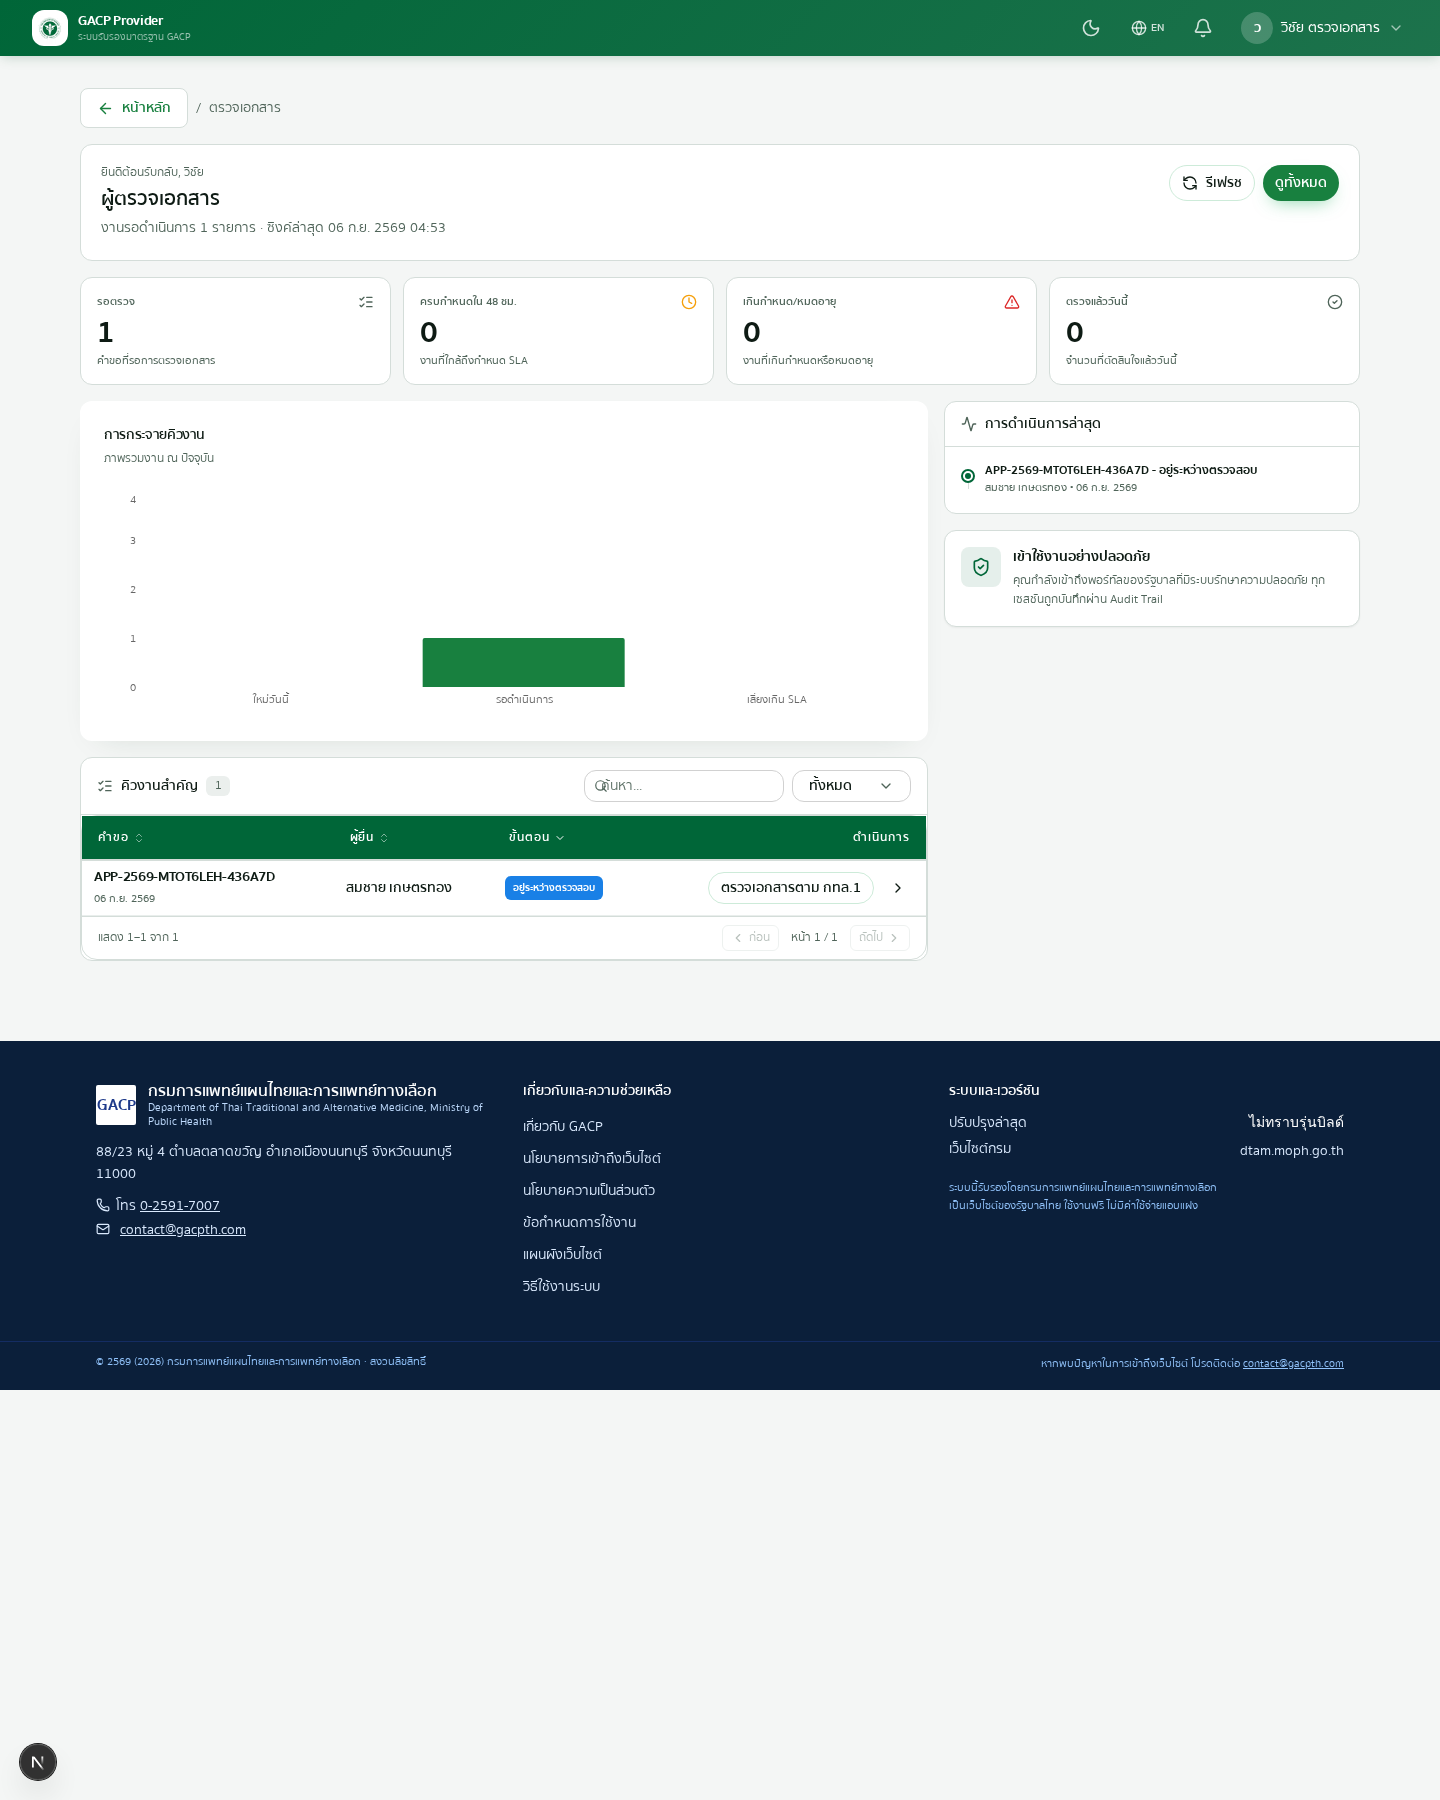 GACP Provider
ระบบรับรองมาตรฐาน GACP
EN
ว
วิชัย ตรวจเอกสาร
หน้าหลัก
/ ตรวจเอกสาร
ยินดีต้อนรับกลับ, วิชัย
ผู้ตรวจเอกสาร
งานรอดำเนินการ 1 รายการ · ซิงค์ล่าสุด 06 ก.ย. 2569 04:53
รีเฟรช
ดูทั้งหมด
รอตรวจ
1
คำขอที่รอการตรวจเอกสาร
ครบกำหนดใน 48 ชม.
0
งานที่ใกล้ถึงกำหนด SLA
เกินกำหนด/หมดอายุ
0
งานที่เกินกำหนดหรือหมดอายุ
ตรวจแล้ววันนี้
0
จำนวนที่ตัดสินใจแล้ววันนี้
การกระจายคิวงาน
ภาพรวมงาน ณ ปัจจุบัน
4
3
2
1
0
ใหม่วันนี้
รอดำเนินการ
เสี่ยงเกิน SLA
การดำเนินการล่าสุด
APP-2569-MTOT6LEH-436A7D - อยู่ระหว่างตรวจสอบ
สมชาย เกษตรทอง • 06 ก.ย. 2569
เข้าใช้งานอย่างปลอดภัย
คุณกำลังเข้าถึงพอร์ทัลของรัฐบาลที่มีระบบรักษาความปลอดภัย ทุก
เซสชันถูกบันทึกผ่าน Audit Trail
คิวงานสำคัญ 1
ค้นหา...
ทั้งหมด
คำขอ
ผู้ยื่น
ขั้นตอน
ดำเนินการ
APP-2569-MTOT6LEH-436A7D
06 ก.ย. 2569
สมชาย เกษตรทอง
อยู่ระหว่างตรวจสอบ
ตรวจเอกสารตาม กทล.1
แสดง 1–1 จาก 1
ก่อน
หน้า 1 / 1
ถัดไป
GACP
กรมการแพทย์แผนไทยและการแพทย์ทางเลือก
Department of Thai Traditional and Alternative Medicine, Ministry of
Public Health
88/23 หมู่ 4 ตำบลตลาดขวัญ อำเภอเมืองนนทบุรี จังหวัดนนทบุรี
11000
โทร 0-2591-7007
contact@gacpth.com
เกี่ยวกับและความช่วยเหลือ
เกี่ยวกับ GACP
นโยบายการเข้าถึงเว็บไซต์
นโยบายความเป็นส่วนตัว
ข้อกำหนดการใช้งาน
แผนผังเว็บไซต์
วิธีใช้งานระบบ
ระบบและเวอร์ชัน
ปรับปรุงล่าสุด
ไม่ทราบรุ่นบิลด์
เว็บไซต์กรม
dtam.moph.go.th
ระบบนี้รับรองโดยกรมการแพทย์แผนไทยและการแพทย์ทางเลือก
เป็นเว็บไซต์ของรัฐบาลไทย ใช้งานฟรี ไม่มีค่าใช้จ่ายแอบแฝง
© 2569 (2026) กรมการแพทย์แผนไทยและการแพทย์ทางเลือก · สงวนลิขสิทธิ์
หากพบปัญหาในการเข้าถึงเว็บไซต์ โปรดติดต่อ contact@gacpth.com
N